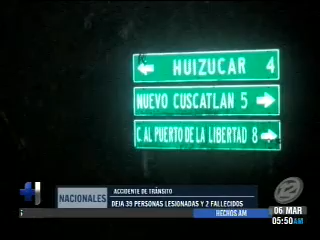 HUIZUCAR 4
NUEVO CUSCATLAN 5
C AL PUERTO DE LA LIBERTAD 8
NACIONALES
ACCIDENTE DE TRÁNSITO
DEJA 39 PERSONAS LESIONADAS Y 2 FALLECIDOS
HECHOS AM
12
06 MAR
05:50 AM